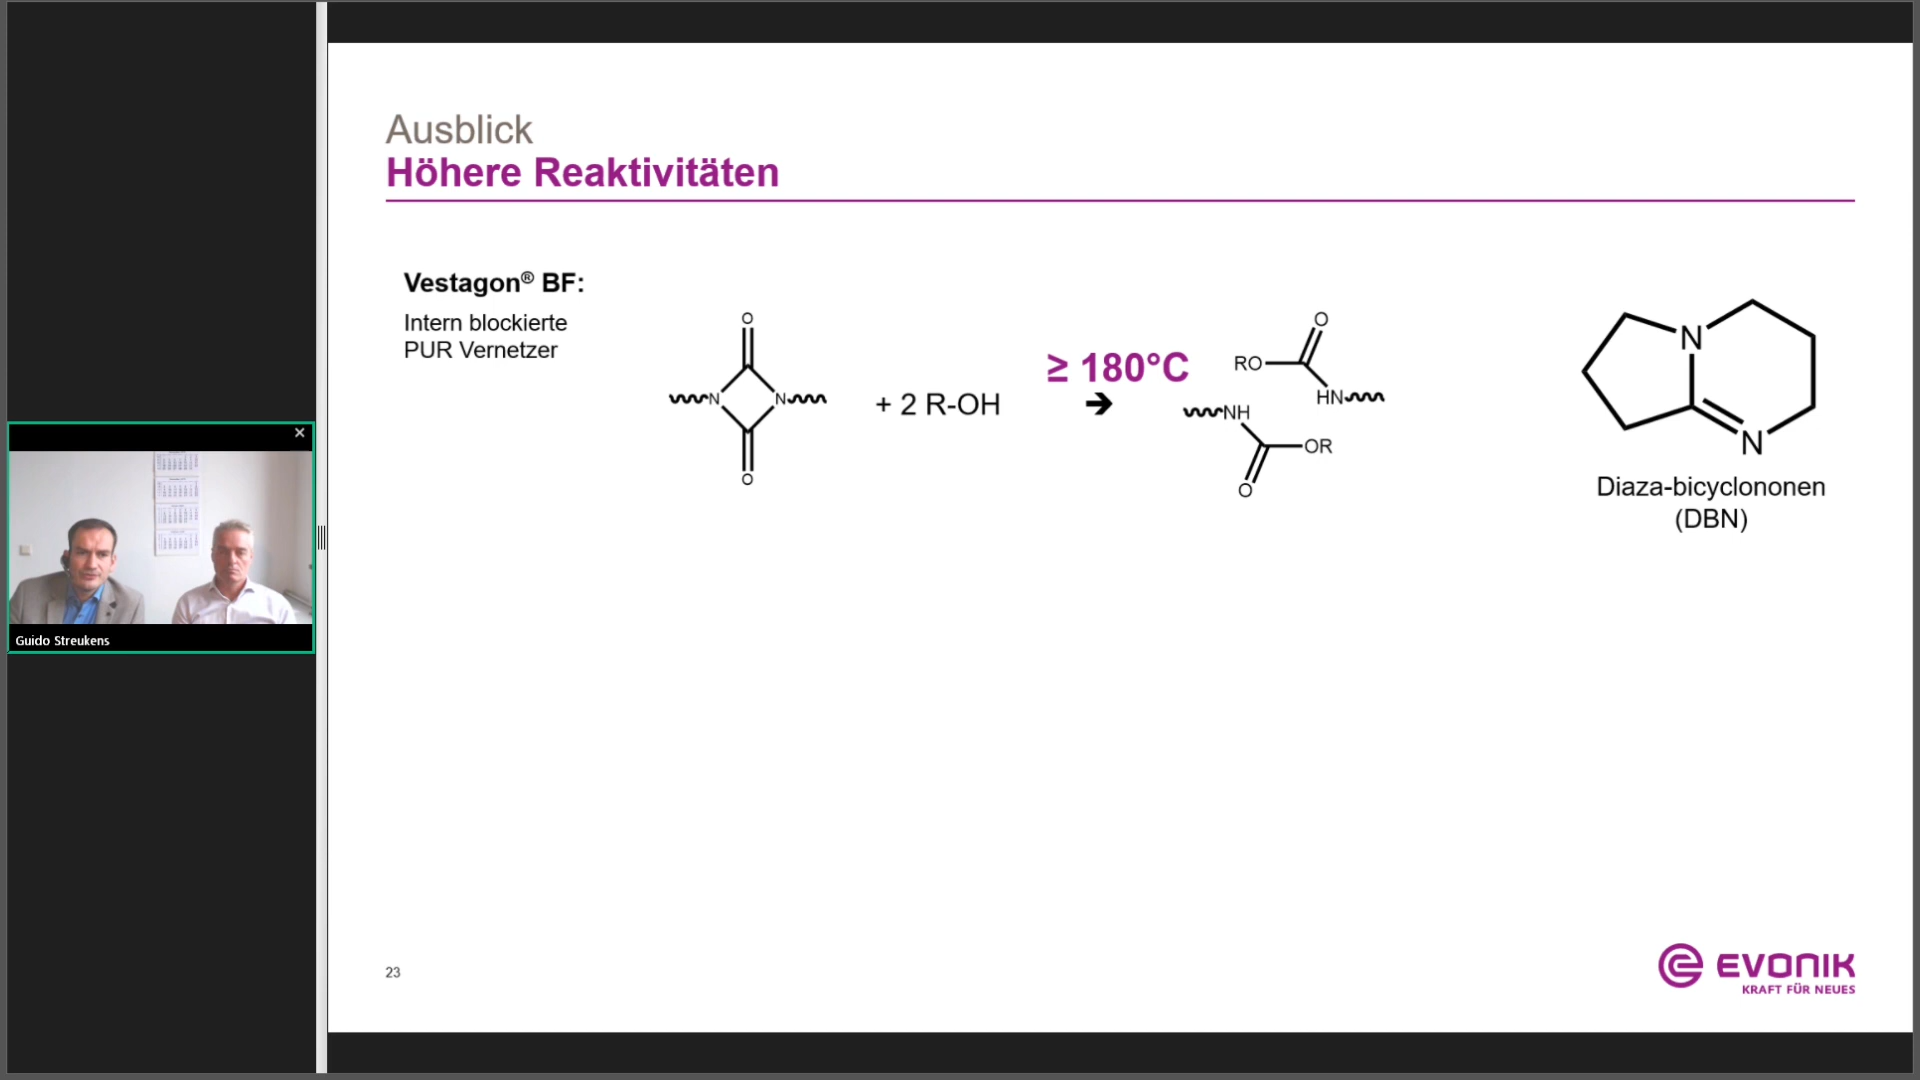 Ausblick
Höhere Reaktivitäten
Vestagon® BF:
Intern blockierte
PUR Vernetzer
O
N
N
O
+ 2 R-OH
≥ 180°C
➔
O
RO
HN
NH
OR
O
N
N
Diaza-bicyclononen
(DBN)
Guido Streukens
23
EVONIK
KRAFT FÜR NEUES